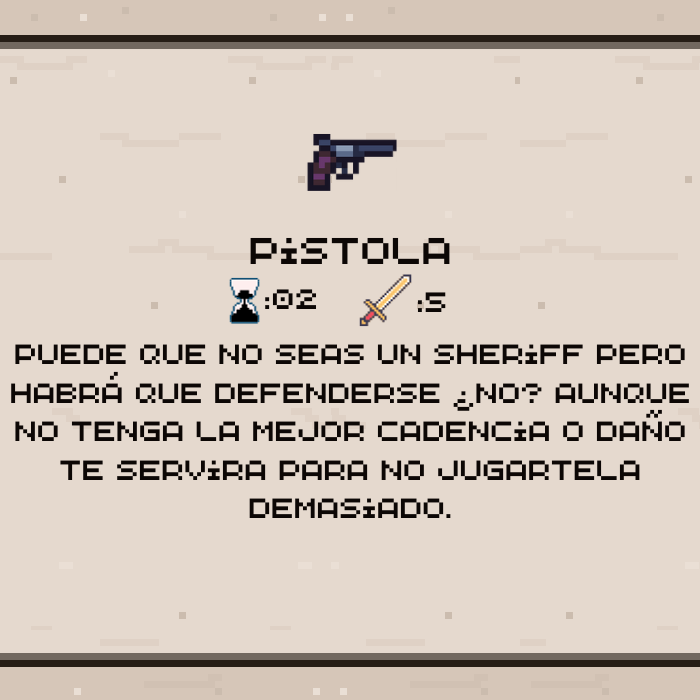 PiSTOLA
:02 :5
PUEDE QUE NO SEAS UN SHERiFF PERO
HABRÁ QUE DEFENDERSE ¿NO? AUNQUE
NO TENGA LA MEJOR CADENCiA O DAÑO
TE SERViRA PARA NO JUGARTELA
DEMASiADO.